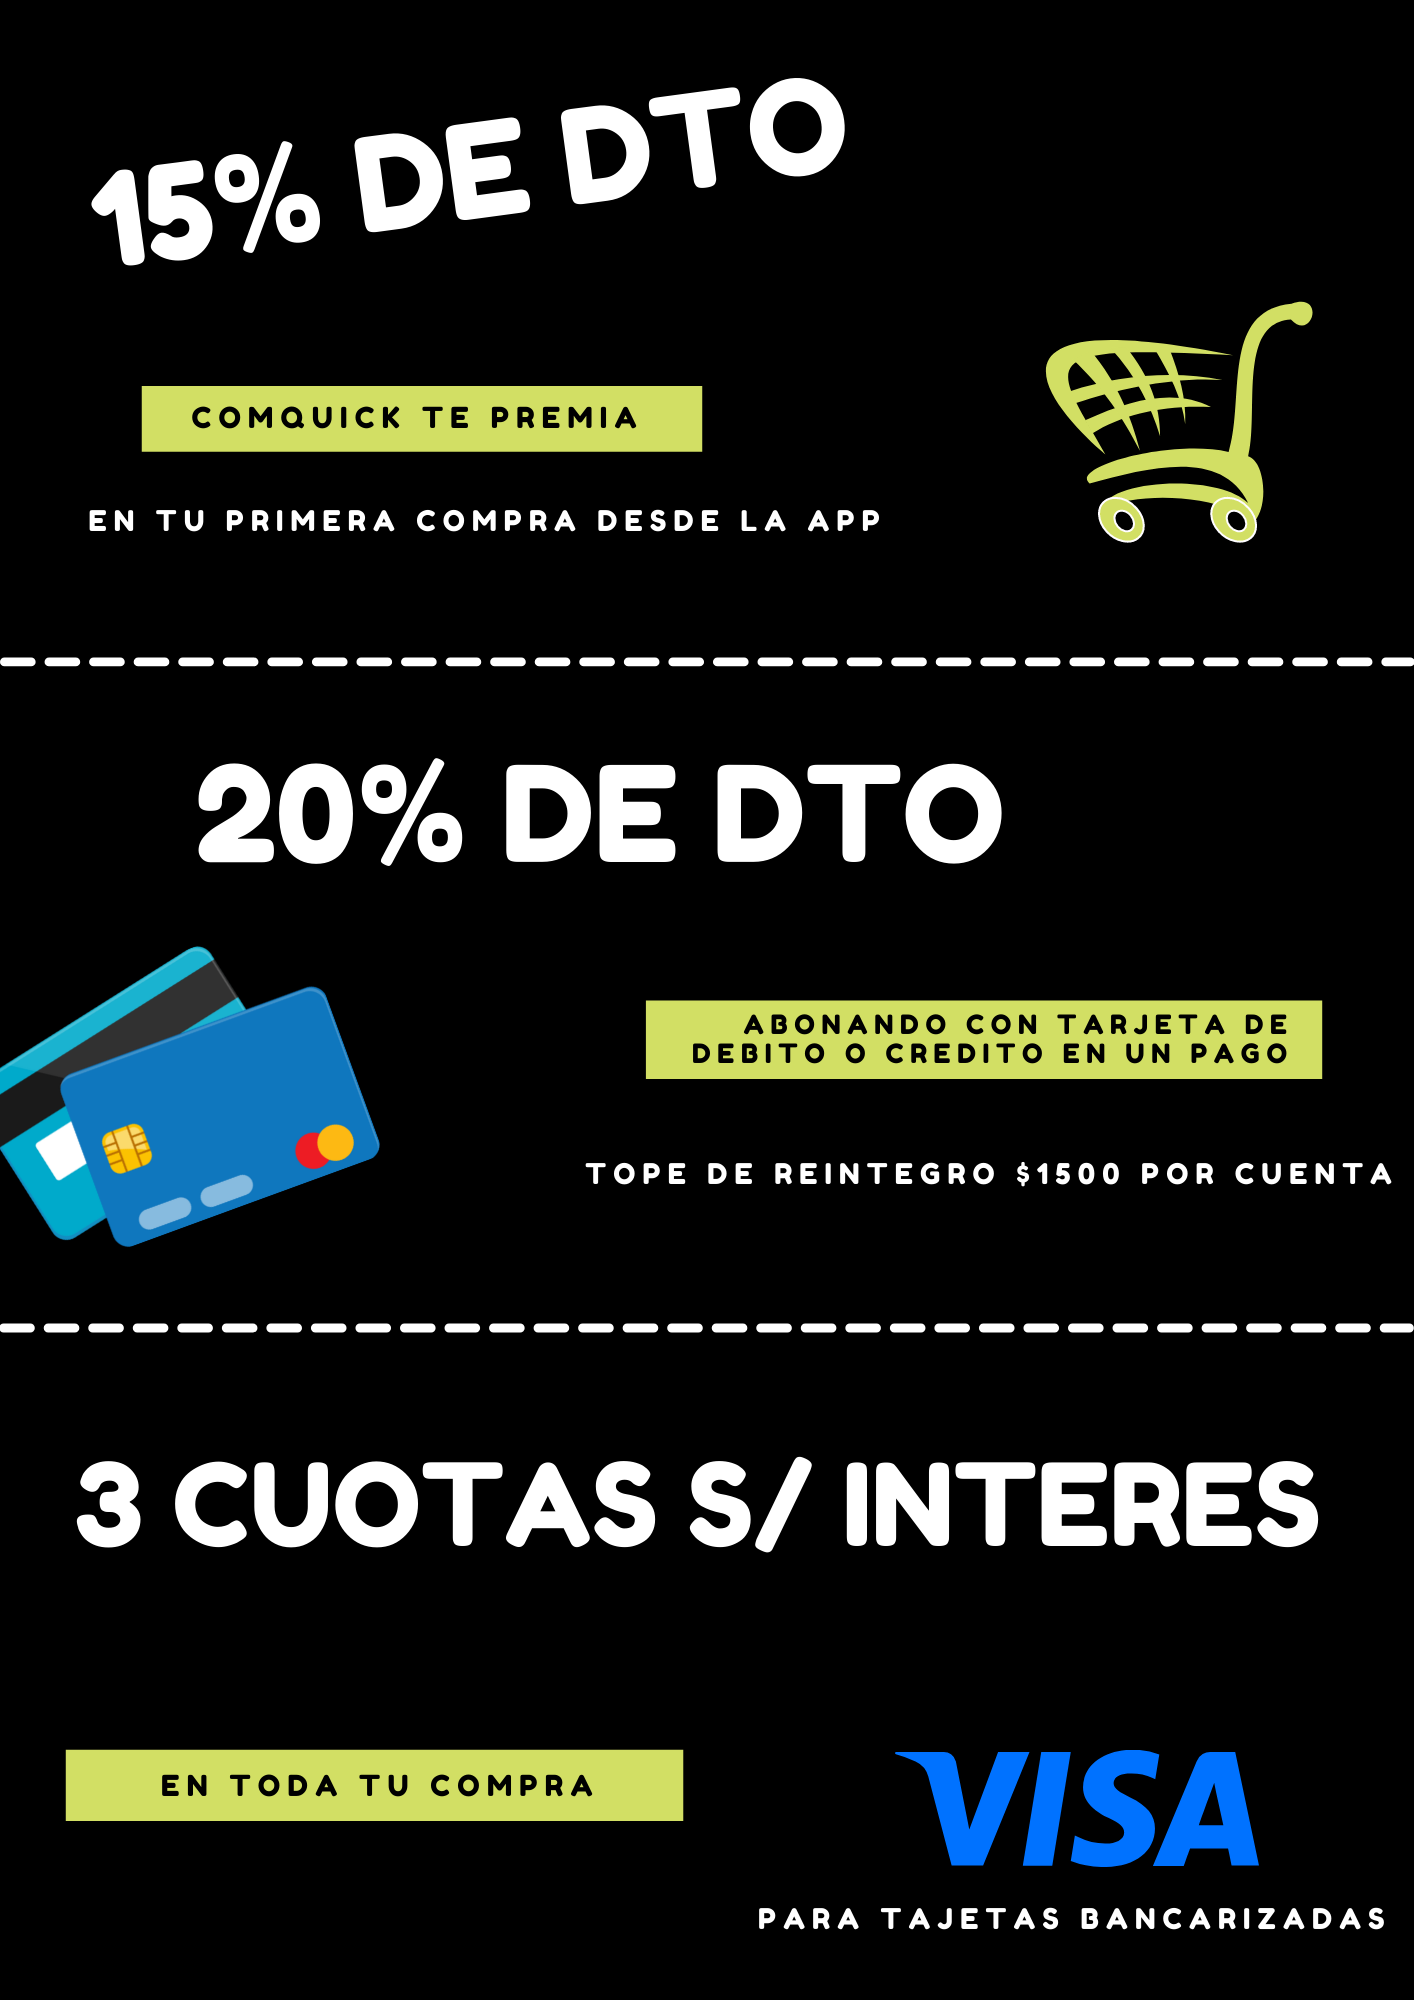 15% DE DTO
COMQUICK TE PREMIA
EN TU PRIMERA COMPRA DESDE LA APP
20% DE DTO
ABONANDO CON TARJETA DE
DEBITO O CREDITO EN UN PAGO
TOPE DE REINTEGRO $1500 POR CUENTA
3 CUOTAS S/ INTERES
EN TODA TU COMPRA
VISA
PARA TAJETAS BANCARIZADAS